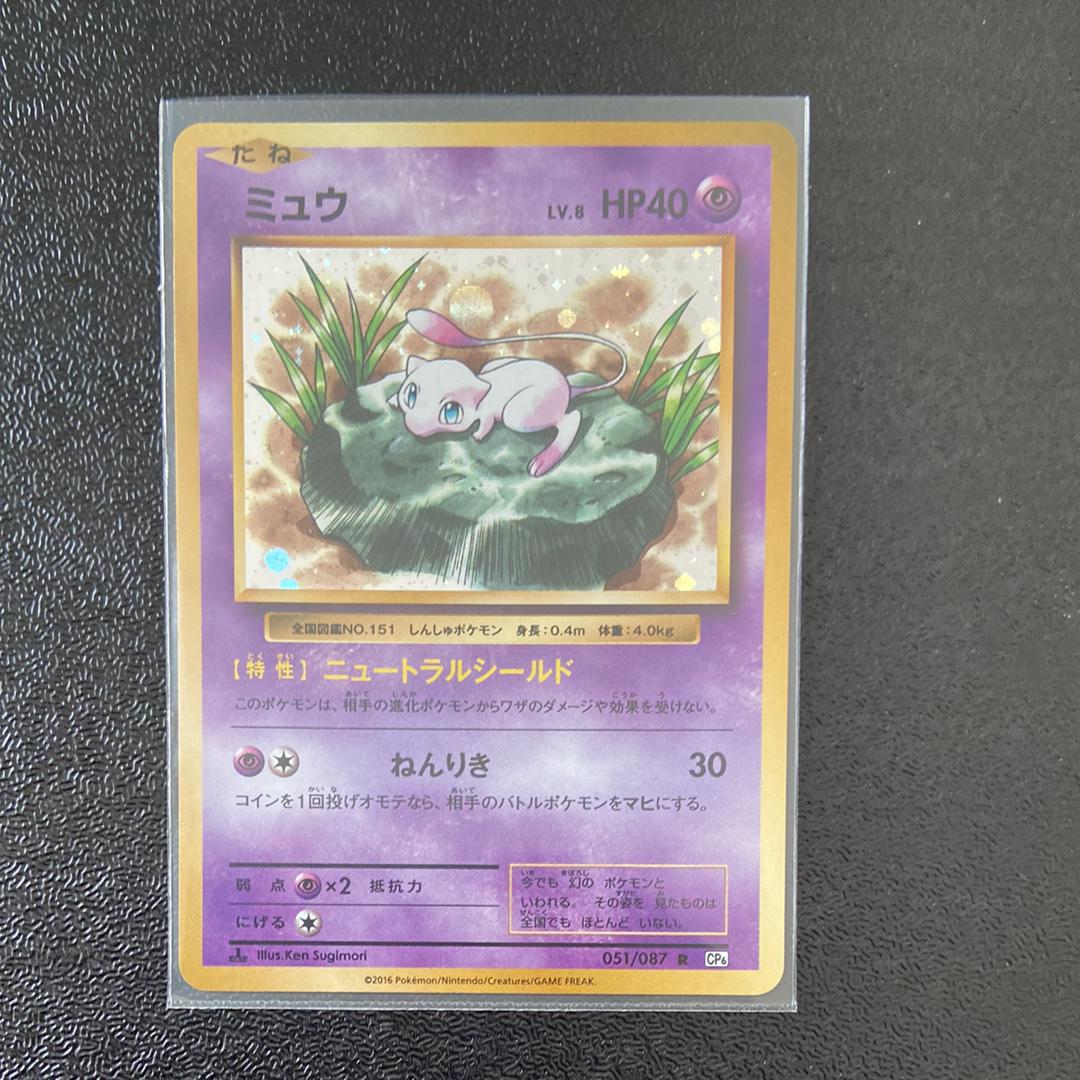 たね
ミュウ LV.8 HP40
全国図鑑NO.151 しんしゅポケモン 身長:0.4m 体重:4.0kg
【特性】 ニュートラルシールド
このポケモンは、相手の進化ポケモンからワザのダメージや効果を受けない。
ねんりき 30
コインを1回投げオモテなら、相手のバトルポケモンをマヒにする。
弱点 ×2 抵抗力
にげる
今でも 幻の ポケモンと
いわれる。 その姿を 見たものは
全国でも ほとんど いない。
1 Illus.Ken Sugimori 051/087 R CP6
©2016 Pokémon/Nintendo/Creatures/GAME FREAK.